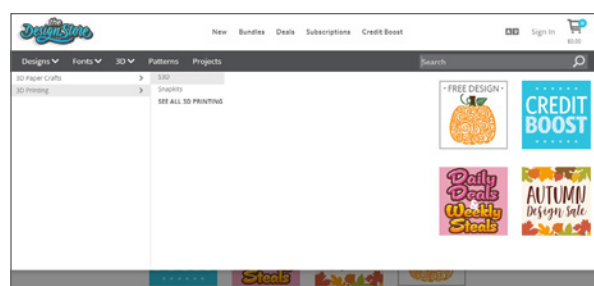 the
Design Store
New Bundles Deals Subscriptions Credit Boost
Sign In
£0.00
Designs Fonts 3D Patterns Projects
Search
3D Paper Crafts >
3D Printing >
S3D
Snapkits
SEE ALL 3D PRINTING
- FREE DESIGN -
CREDIT
BOOST
Daily
Deals
&
Weekly
Steals
AUTUMN
Design Sale
Steals